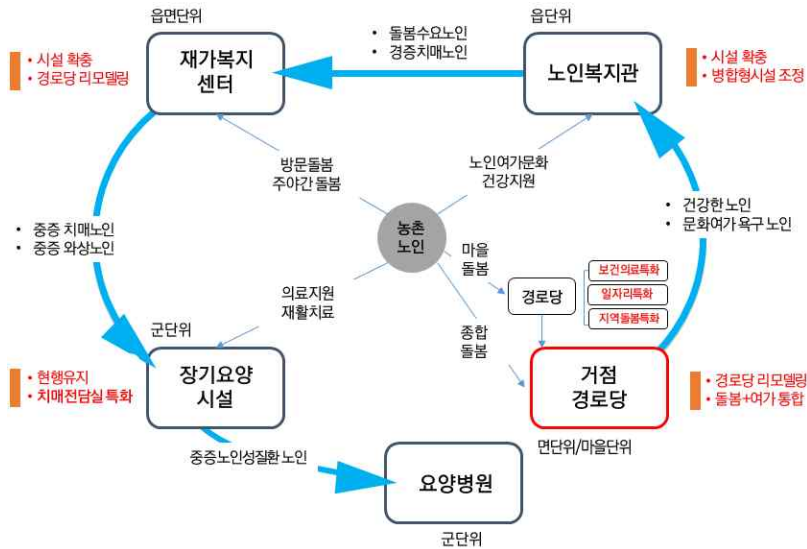 읍면단위
재가복지
센터
• 시설 확충
• 경로당 리모델링
• 돌봄수요노인
• 경증치매노인
읍단위
노인복지관
• 시설 확충
• 병합형시설 조정
방문돌봄
주야간 돌봄
노인여가문화
건강지원
• 중증 치매노인
• 중증 와상노인
농촌
노인
• 건강한 노인
• 문화여가 욕구 노인
마을
돌봄
경로당
보건의료특화
일자리특화
지역돌봄특화
의료지원
재활치료
종합
돌봄
군단위
장기요양
시설
• 현행유지
• 치매전담실 특화
거점
경로당
• 경로당 리모델링
• 돌봄+여가 통합
면단위/마을단위
중증노인성질환 노인
요양병원
군단위